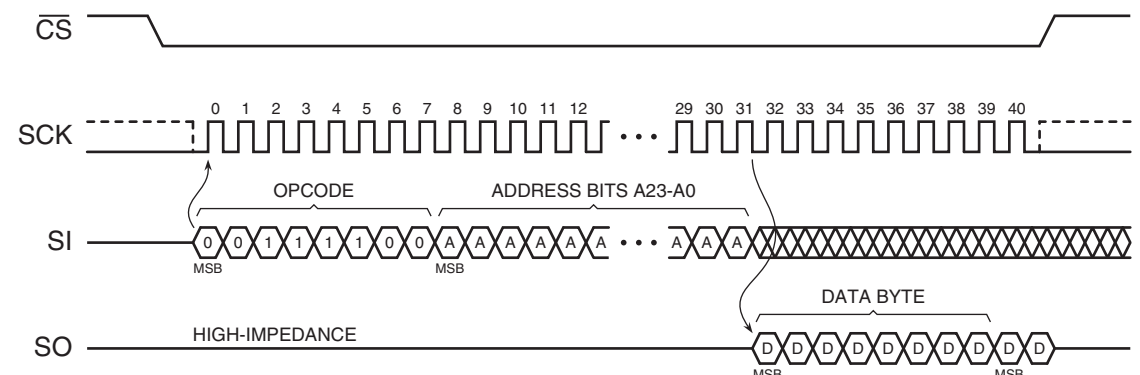 CS
SCK
0 1 2 3 4 5 6 7 8 9 10 11 12 29 30 31 32 33 34 35 36 37 38 39 40
OPCODE ADDRESS BITS A23-A0
SI
0 0 1 1 1 1 0 0 A A A A A A A A A
MSB MSB
DATA BYTE
HIGH-IMPEDANCE
SO
D D D D D D D D D D
MSB MSB